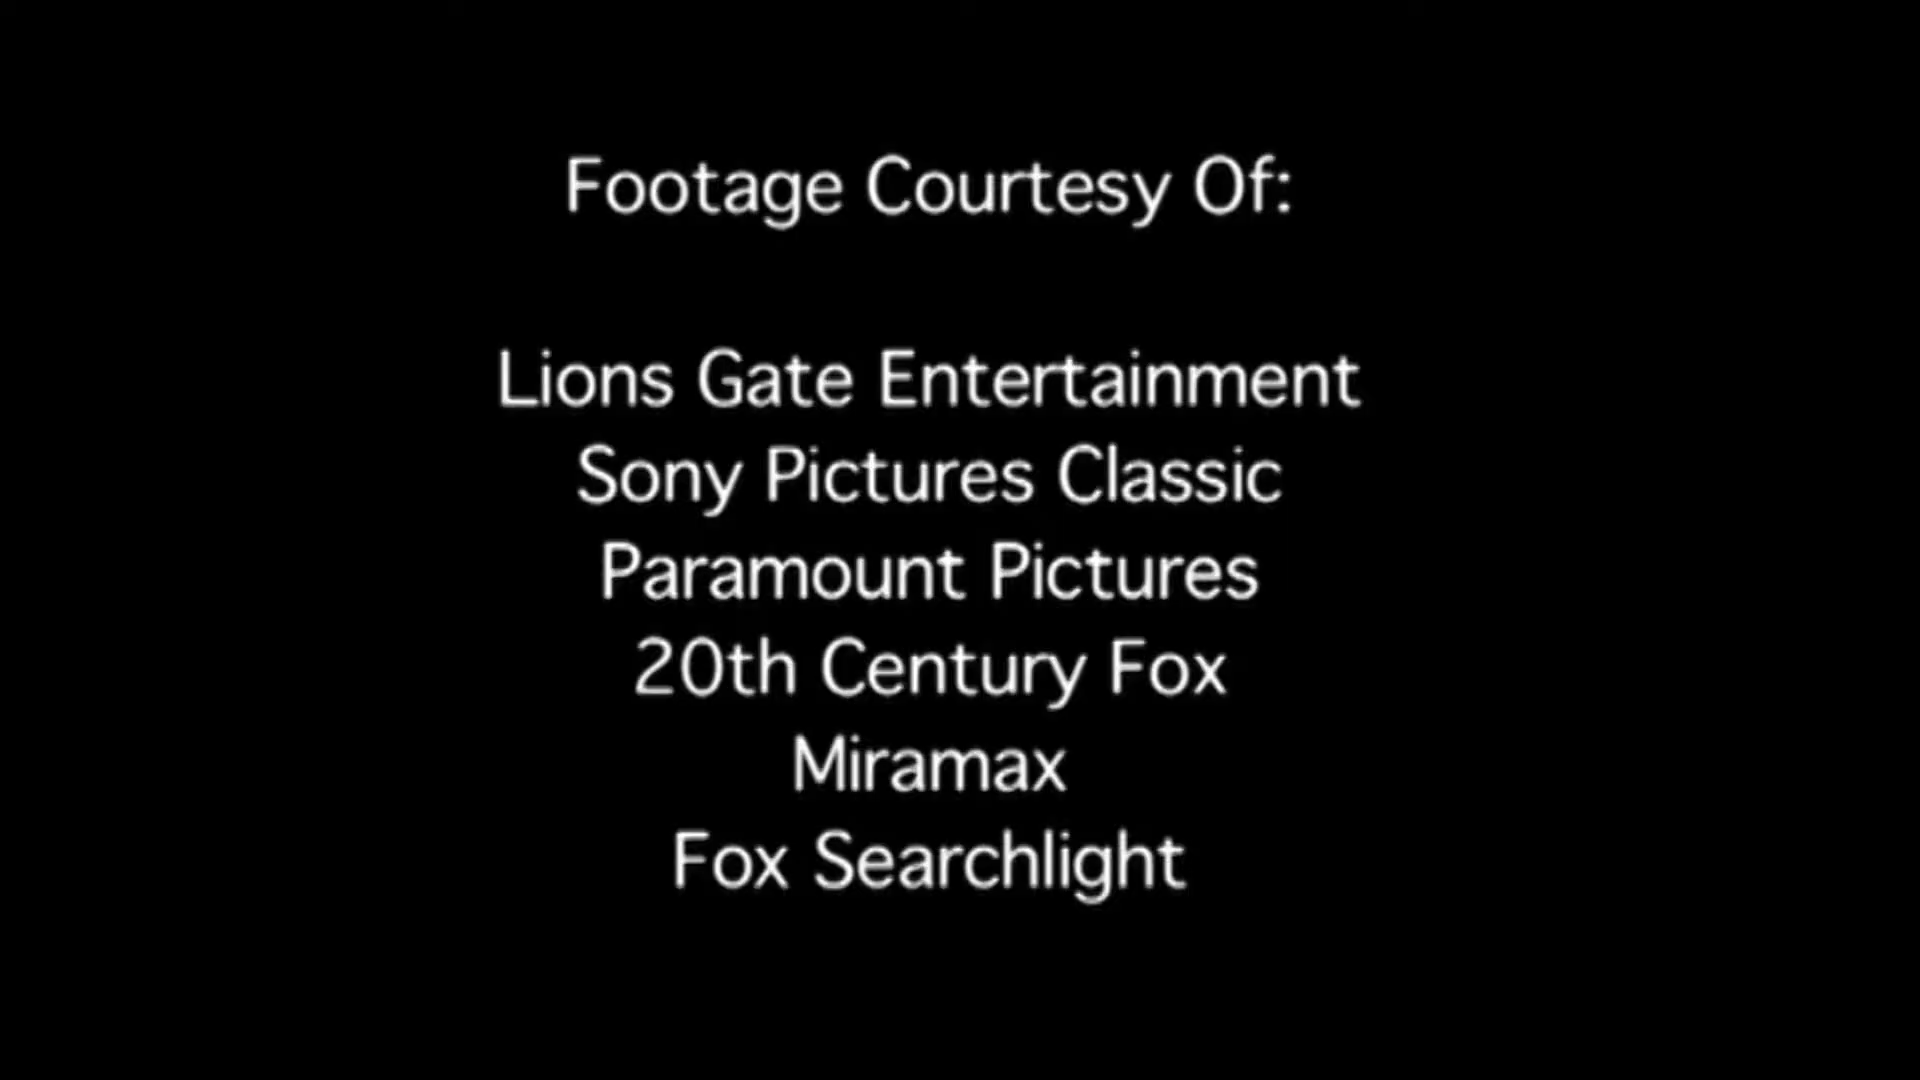 Footage Courtesy Of:
Lions Gate Entertainment
Sony Pictures Classic
Paramount Pictures
20th Century Fox
Miramax
Fox Searchlight